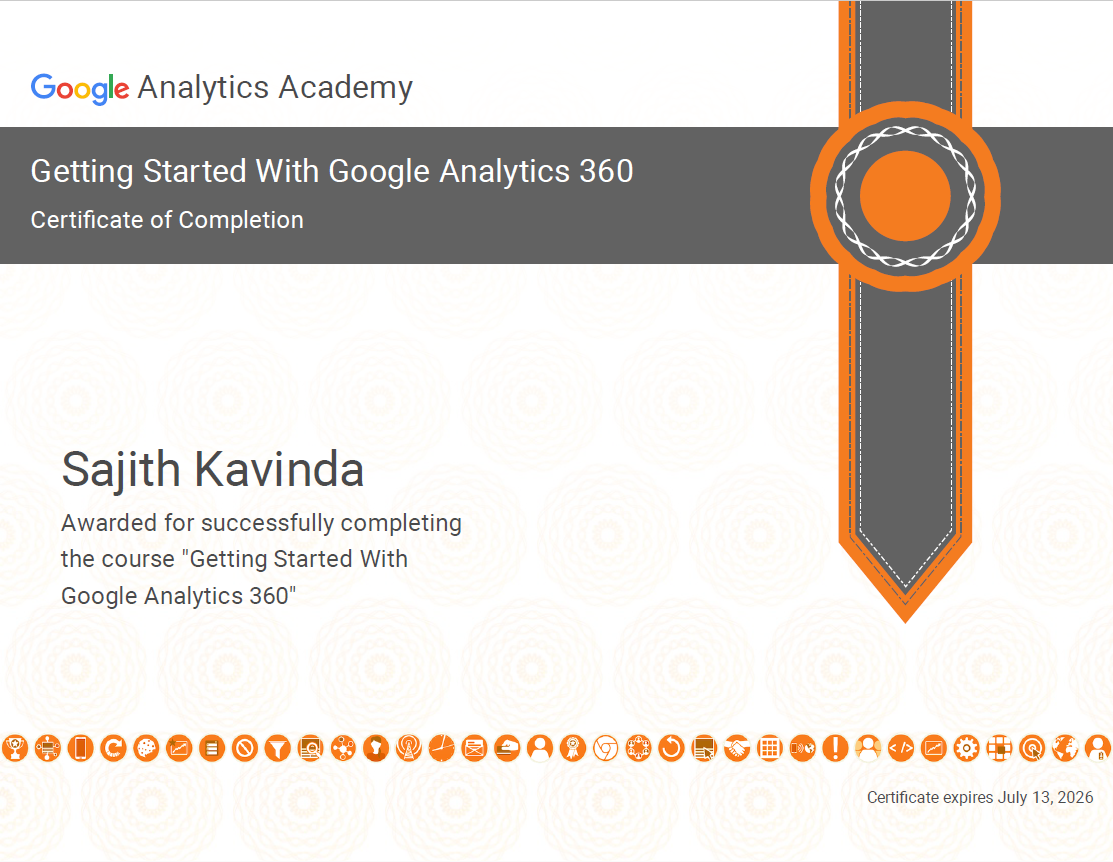 Google Analytics Academy
Getting Started With Google Analytics 360
Certificate of Completion
Sajith Kavinda
Awarded for successfully completing
the course "Getting Started With
Google Analytics 360"
Certificate expires July 13, 2026